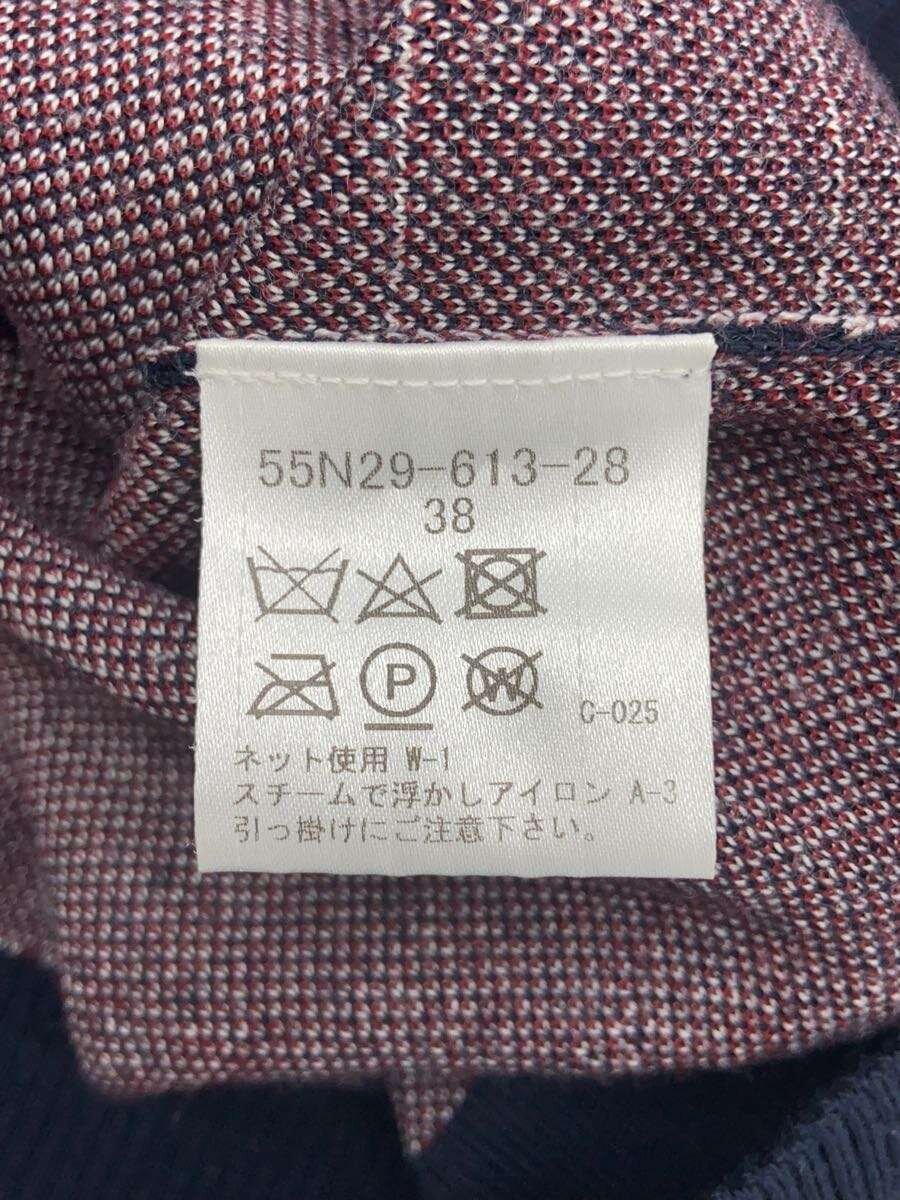 55N29-613-28
38
P W C-025
ネット使用 W-1
スチームで浮かしアイロン A-3
引っ掛けにご注意下さい。